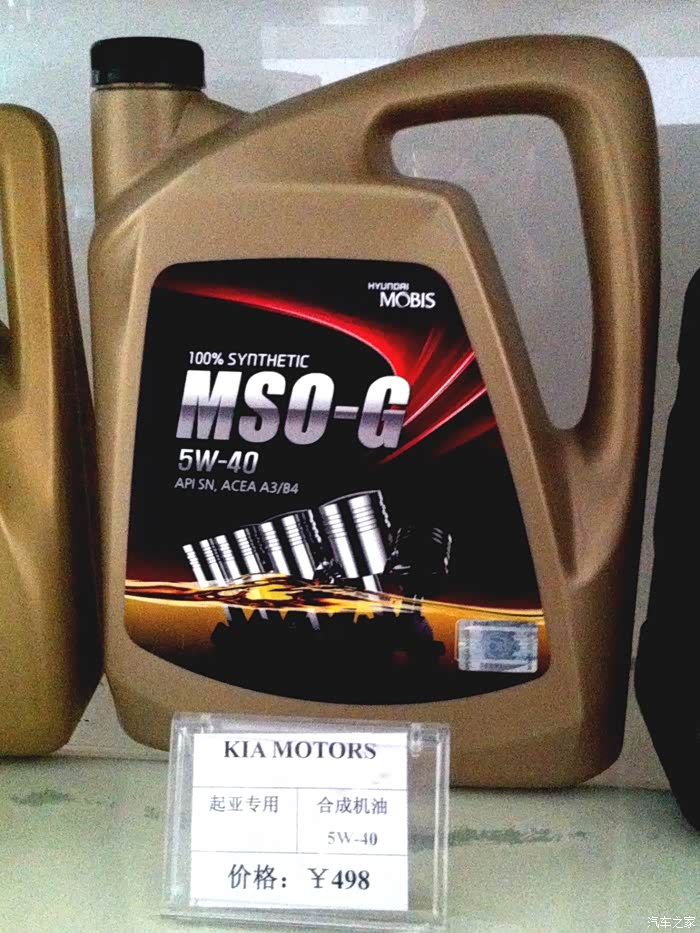 HYUNDAI
MOBIS
100% SYNTHETIC
MSO-G
5W-40
API SN, ACEA A3/B4
KIA MOTORS
起亚专用
合成机油
5W-40
价格：￥498
汽车之家